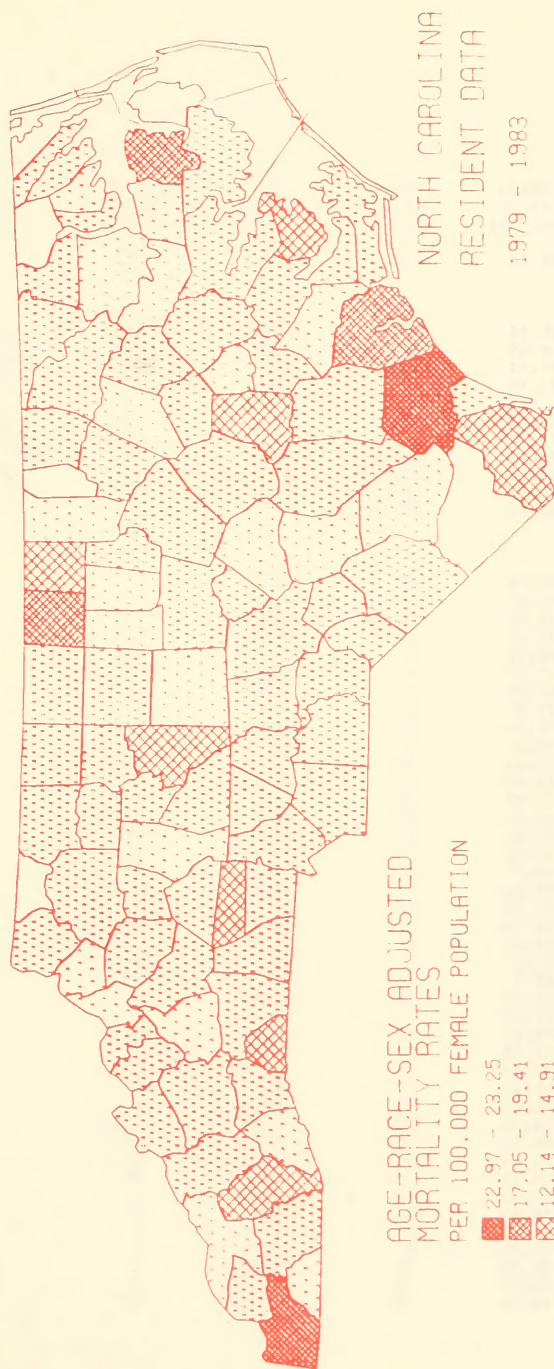 NORTH CAROLINA
RESIDENT DATA
1979 - 1983
AGE-RACE-SEX ADJUSTED
MORTALITY RATES
PER 100,000 FEMALE POPULATION
22.97 - 23.25
17.05 - 19.41
12.14 - 14.91